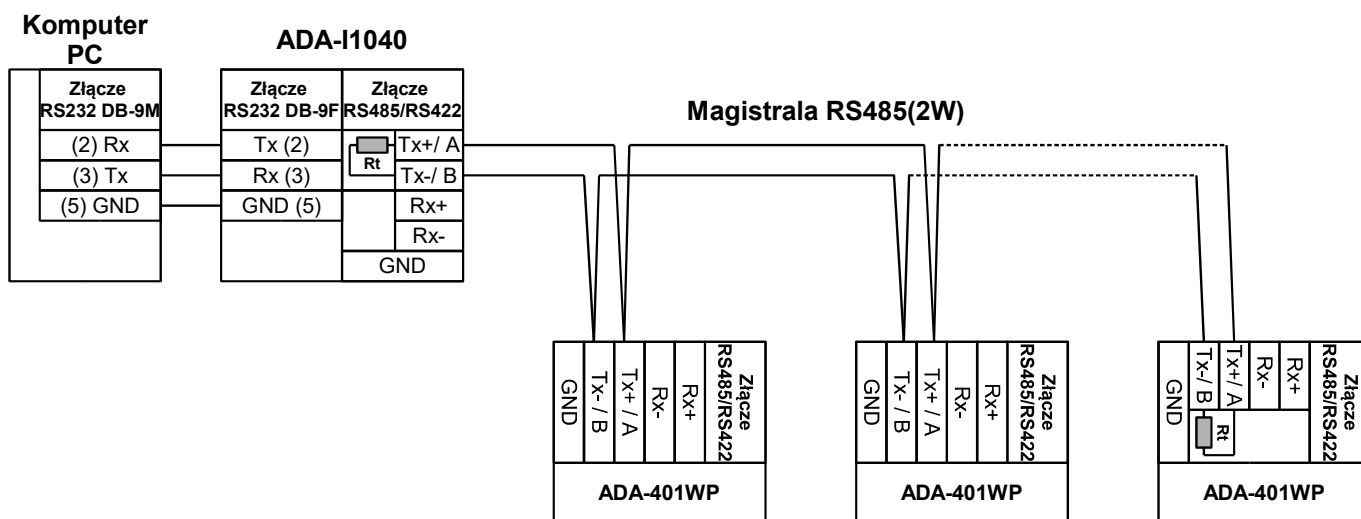 Komputer
PC
ADA-I1040
Złącze
RS232 DB-9M
(2) Rx
(3) Tx
(5) GND
Złącze
RS232 DB-9F
Tx (2)
Rx (3)
GND (5)
Złącze
RS485/RS422
Rt
Tx+/ A
Tx-/ B
Rx+
Rx-
GND
Magistrala RS485(2W)
GND
Tx- / B
Tx+ / A
Rx-
Rx+
Złącze
RS485/RS422
ADA-401WP
GND
Tx- / B
Tx+ / A
Rx-
Rx+
Złącze
RS485/RS422
ADA-401WP
GND
Tx-/ B
Tx+/ A
Rx-
Rx+
Rt
Złącze
RS485/RS422
ADA-401WP